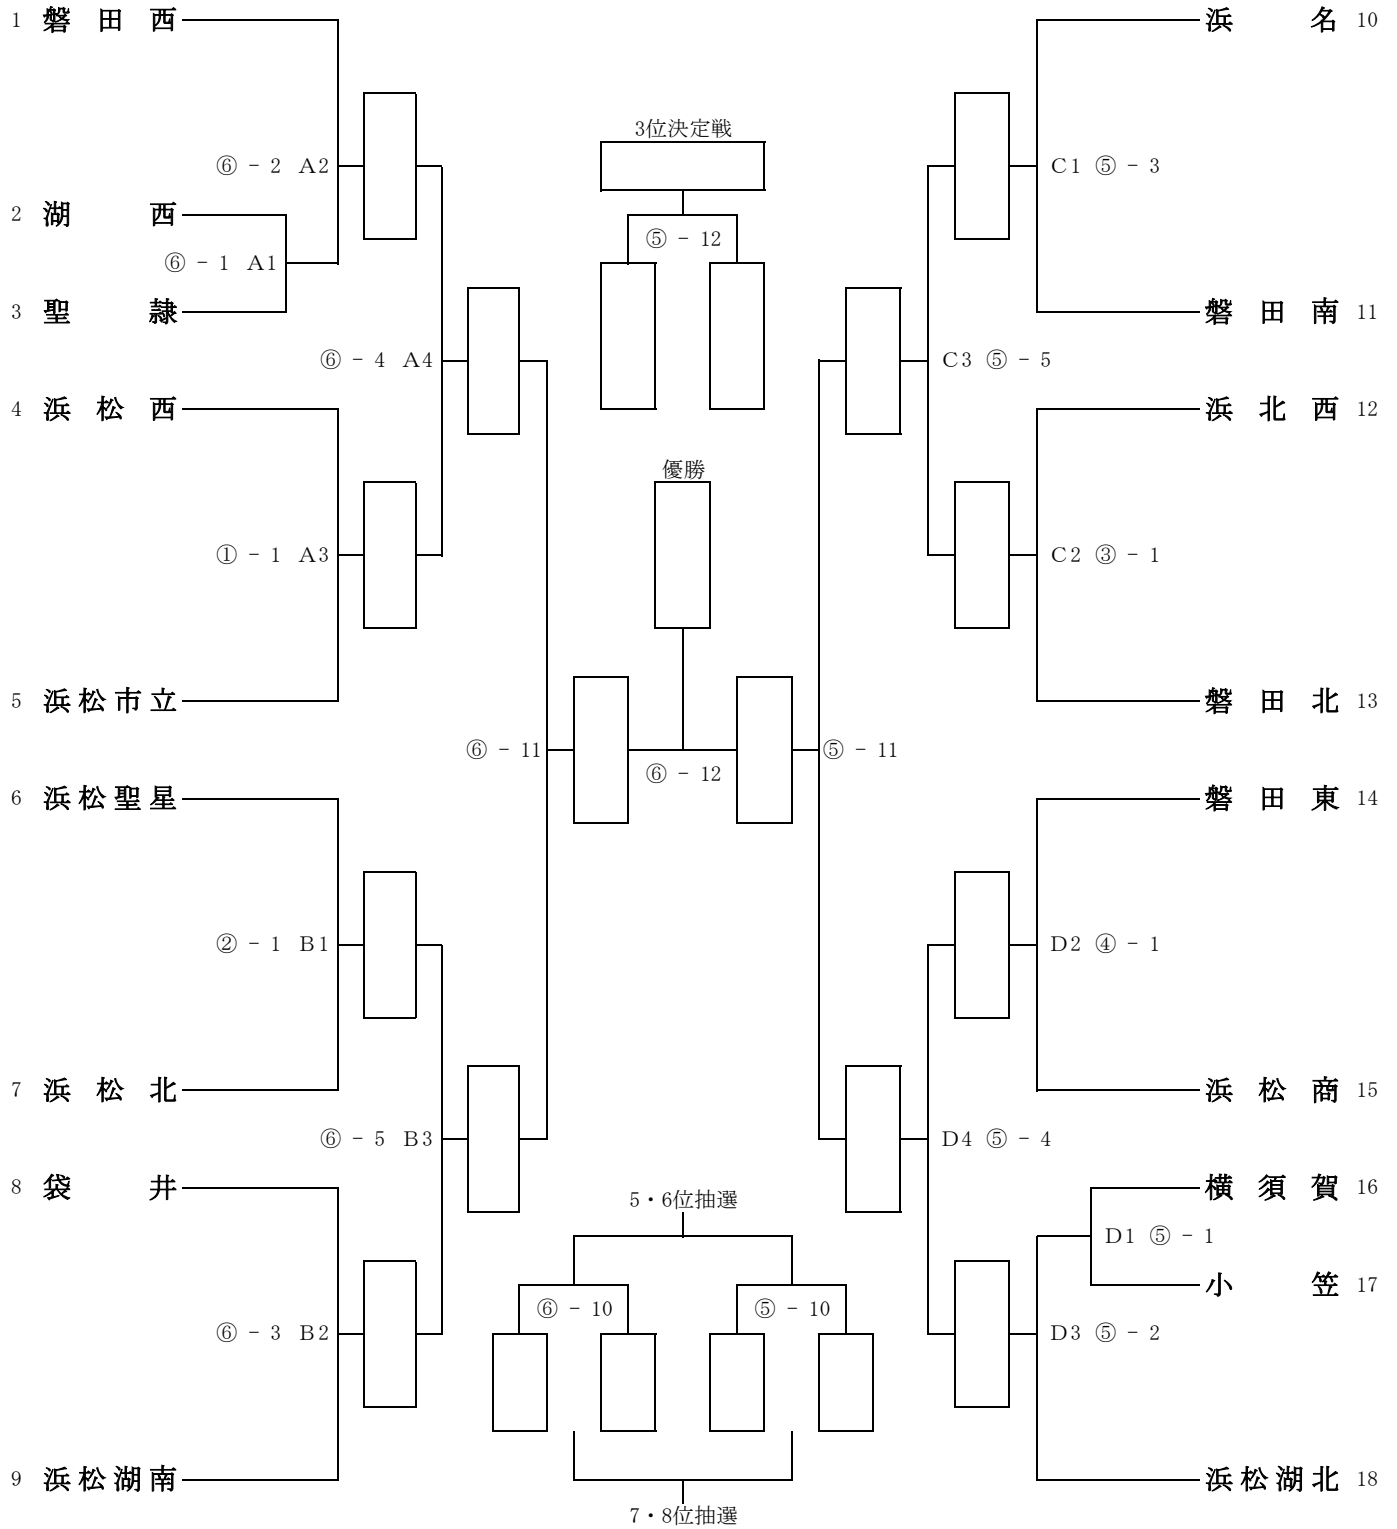 1 磐田西
浜名 10
3位決定戦
⑥ - 2 A2
C1 ⑤ - 3
2 湖西
⑤ - 12
⑥ - 1 A1
3 聖隷
磐田南 11
⑥ - 4 A4
C3 ⑤ - 5
4 浜松西
浜北西 12
優勝
① - 1 A3
C2 ③ - 1
5 浜松市立
磐田北 13
⑥ - 11
⑤ - 11
⑥ - 12
6 浜松聖星
磐田東 14
② - 1 B1
D2 ④ - 1
7 浜松北
浜松商 15
⑥ - 5 B3
D4 ⑤ - 4
8 袋井
横須賀 16
5・6位抽選
D1 ⑤ - 1
小笠 17
⑥ - 10
⑤ - 10
⑥ - 3 B2
D3 ⑤ - 2
9 浜松湖南
浜松湖北 18
7・8位抽選